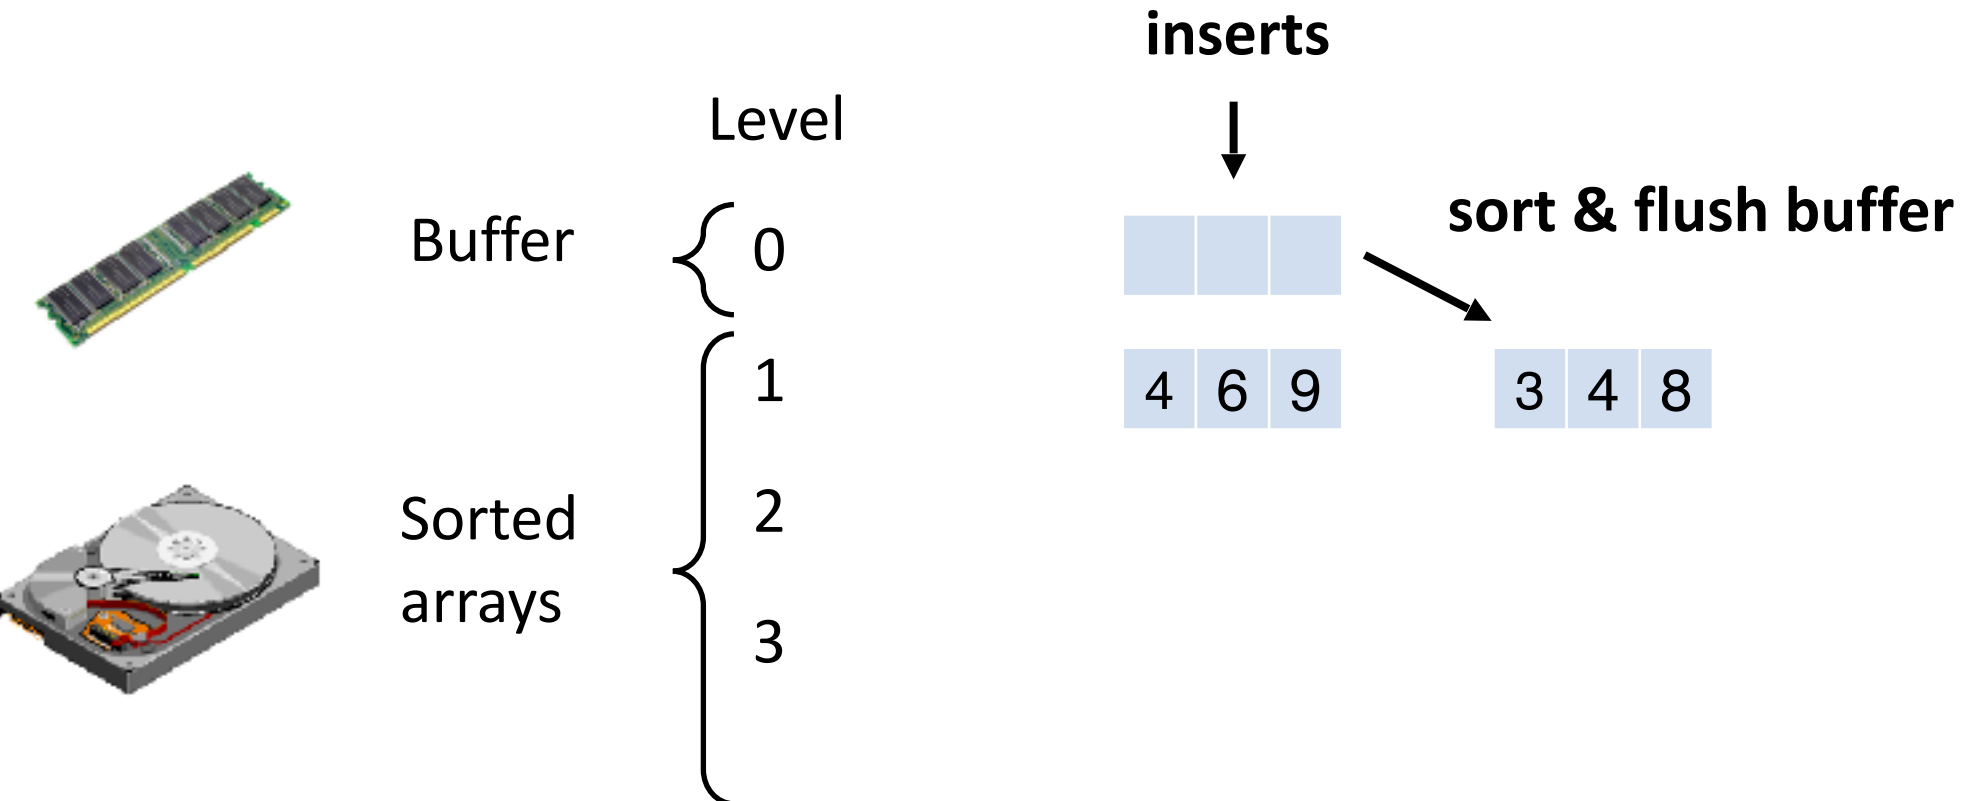 inserts
Level
sort & flush buffer
Buffer
0
1
4 6 9
3 4 8
2
Sorted
arrays
3